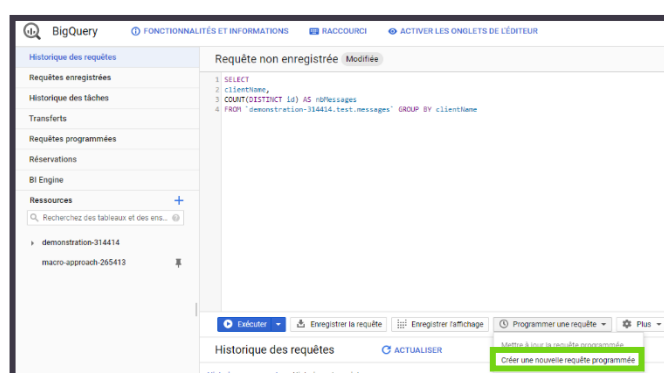 BigQuery
FONCTIONNALITÉS ET INFORMATIONS
RACCOURCI
ACTIVER LES ONGLETS DE L'ÉDITEUR
Historique des requêtes
Requêtes enregistrées
Historique des tâches
Transferts
Requêtes programmées
Réservations
BI Engine
Ressources
Recherchez des tableaux et des ens...
demonstration-314414
macro-approach-265413
Requête non enregistrée Modifiée
1 SELECT
2 clientName,
3 COUNT(DISTINCT id) AS nbMessages
4 FROM `demonstration-314414.test.messages` GROUP BY clientName
Exécuter
Enregistrer la requête
Enregistrer l'affichage
Programmer une requête
Plus
Mettre à jour la requête programmée
Créer une nouvelle requête programmée
Historique des requêtes
ACTUALISER